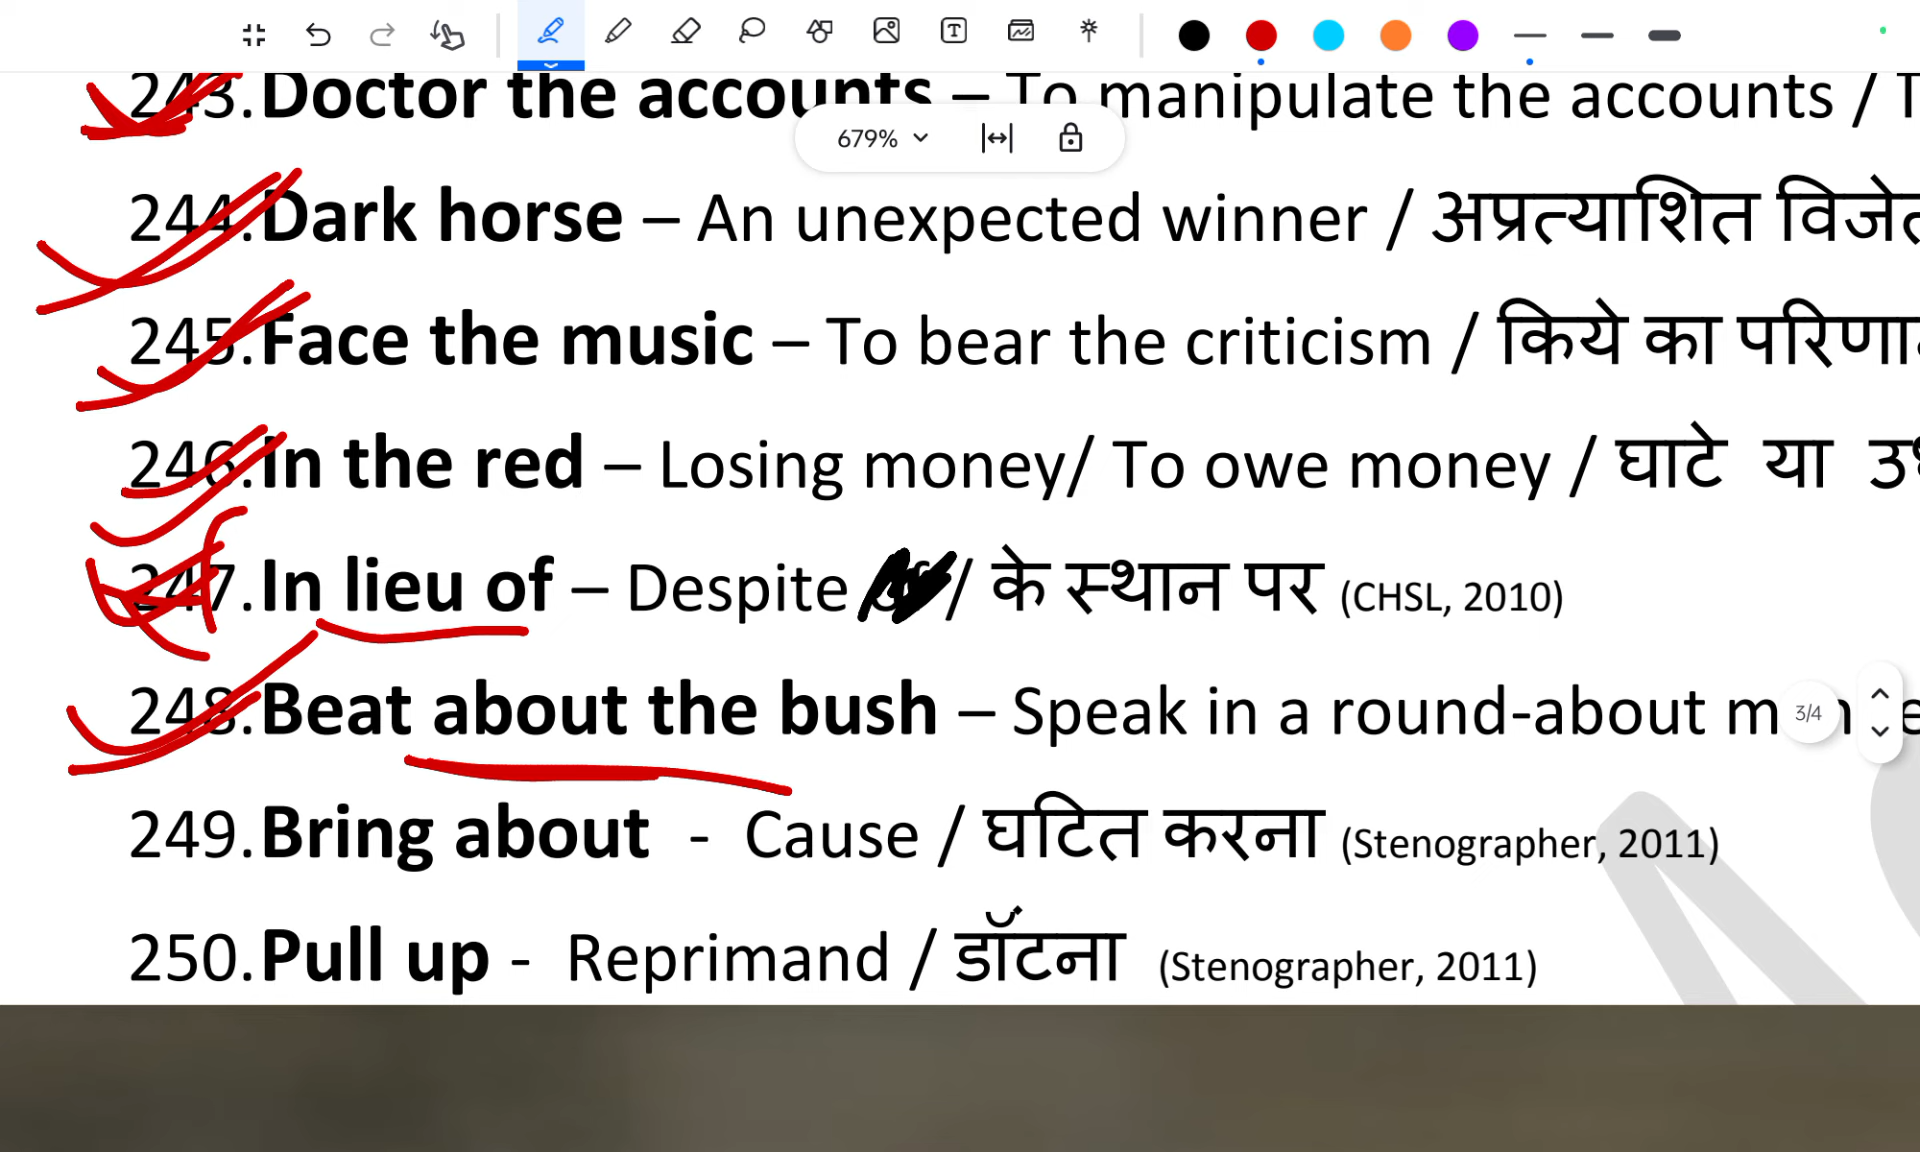 679%
243. Doctor the accounts – To manipulate the accounts /
244. Dark horse – An unexpected winner / अप्रत्याशित
245. Face the music – To bear the criticism / किये का
246. In the red – Losing money/ To owe money / घाटे या
247. In lieu of – Despite / के स्थान पर (CHSL, 2010)
248. Beat about the bush – Speak in a round-about
3/4
249. Bring about - Cause / घटित करना (Stenographer, 2011)
250. Pull up - Reprimand / डॉंटना (Stenographer, 2011)